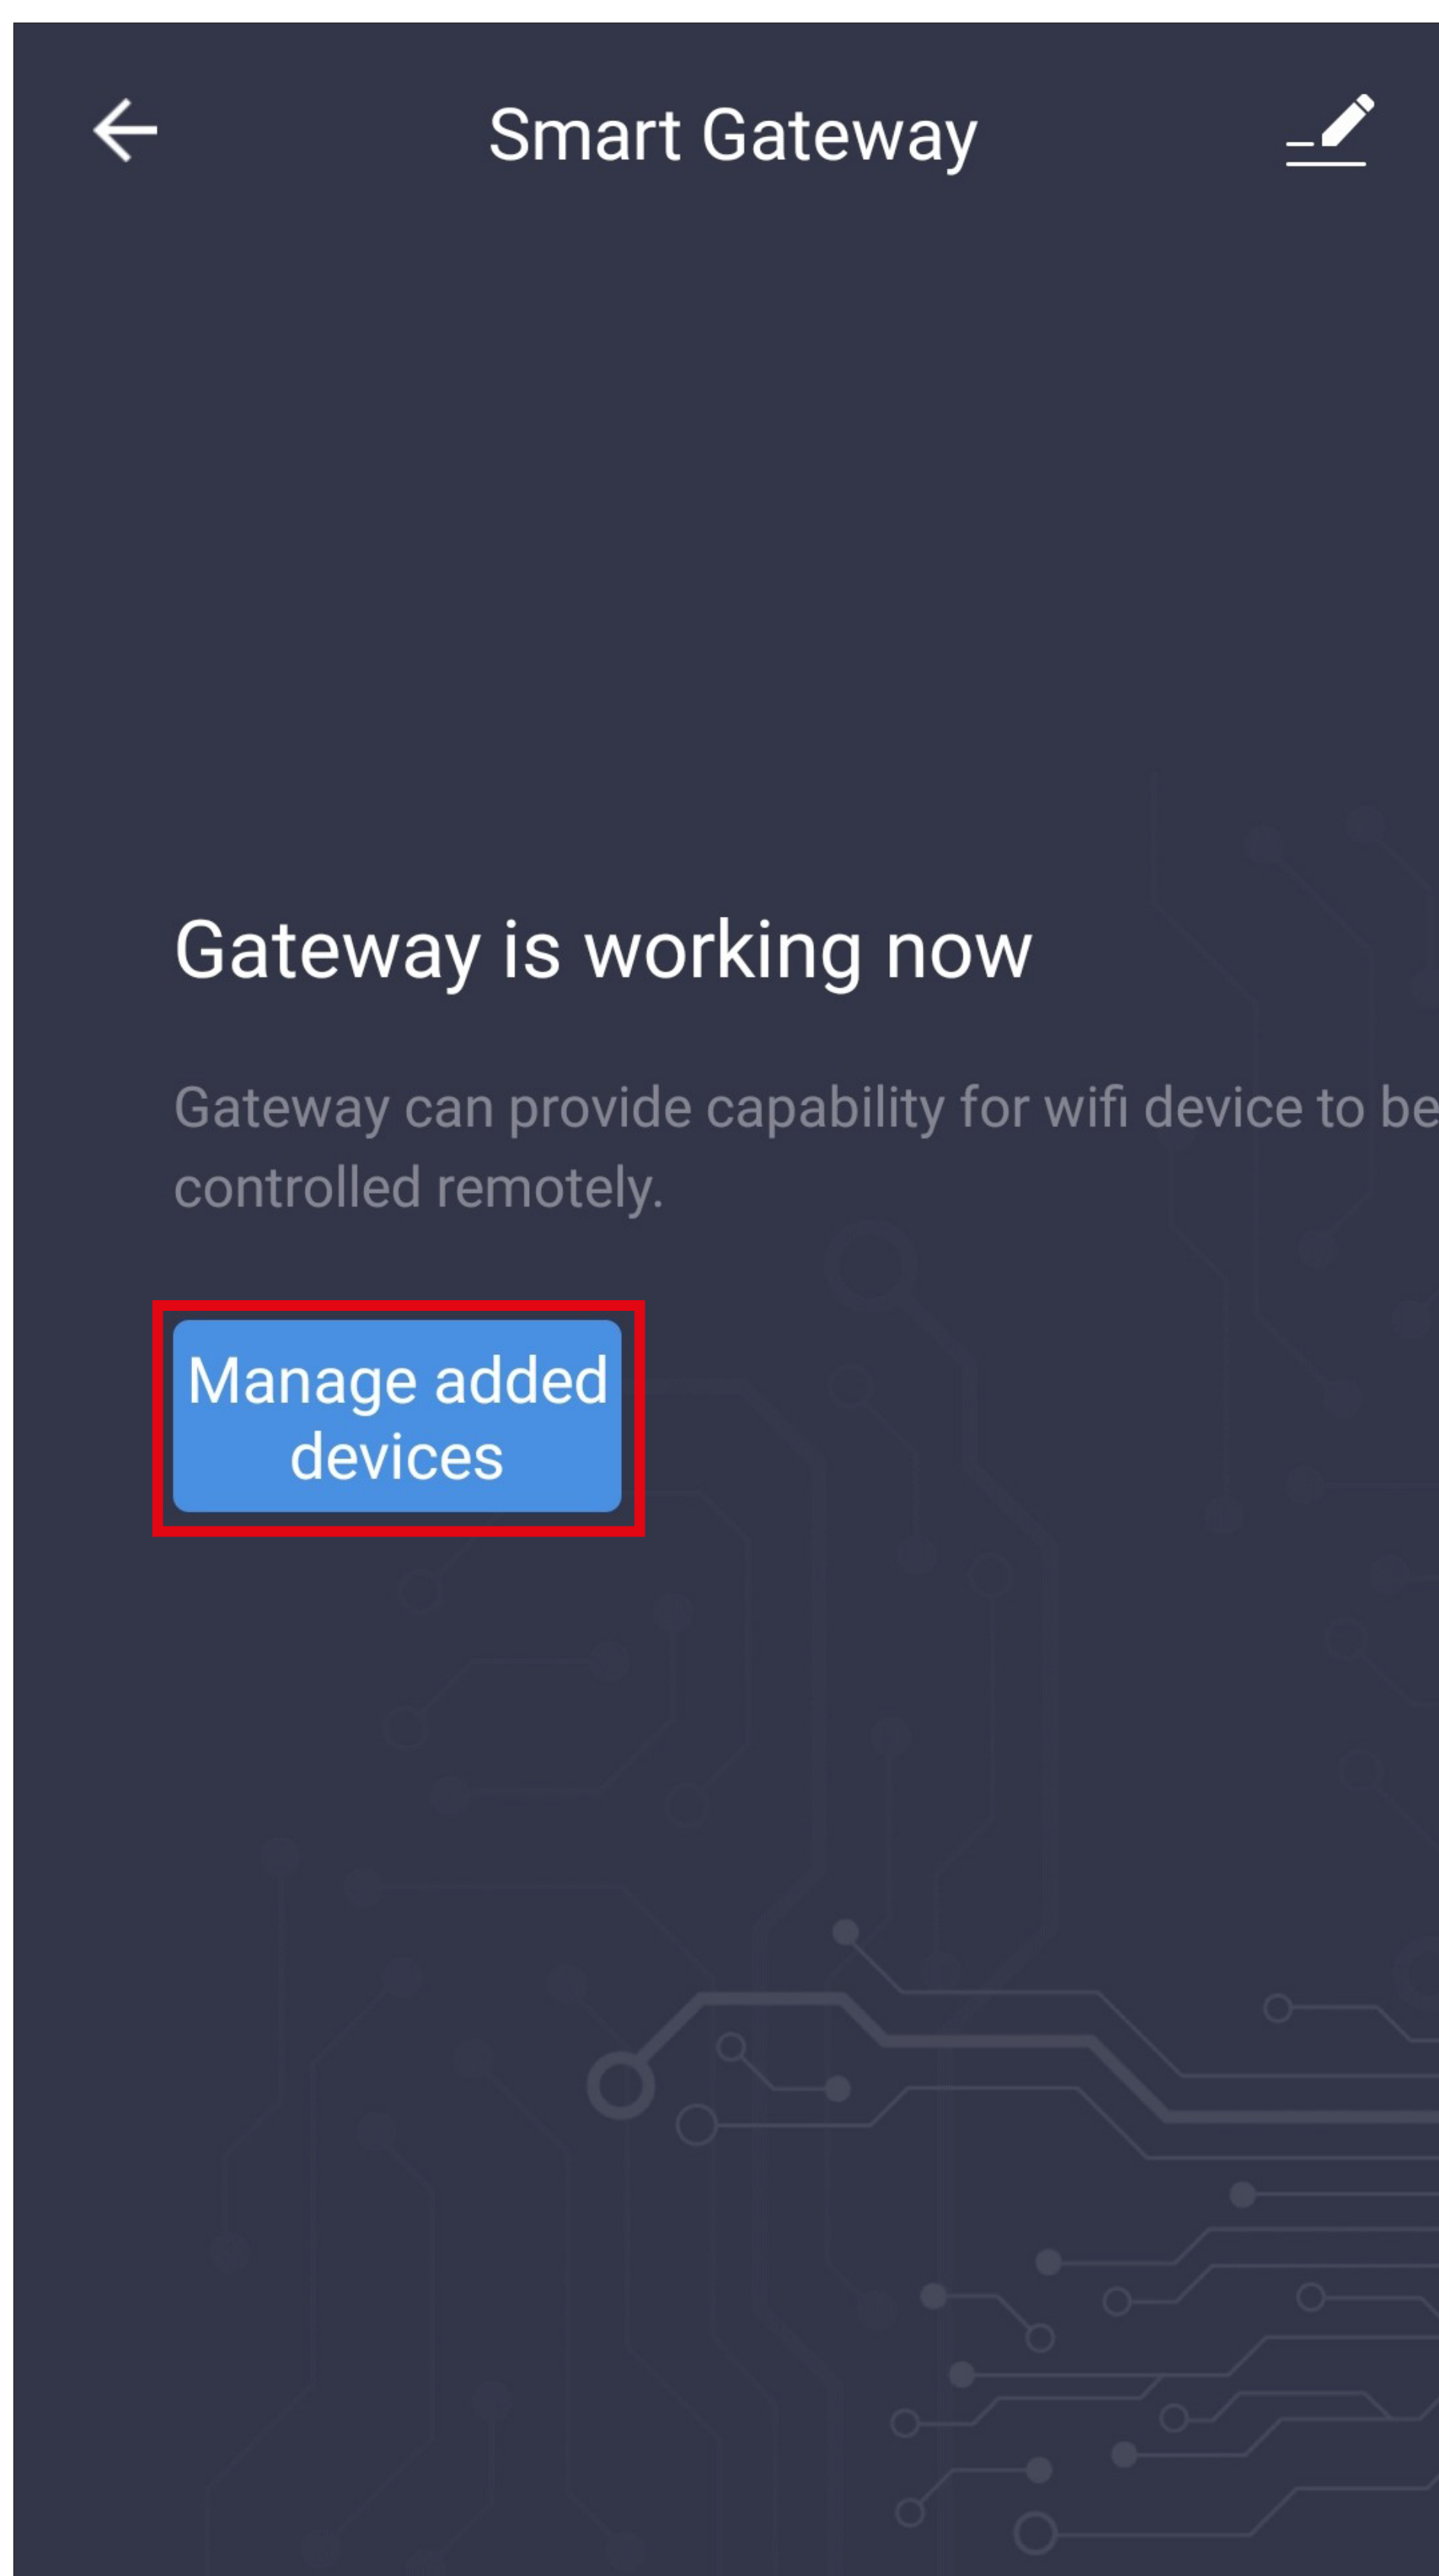 Smart Gateway
Gateway is working now
Gateway can provide capability for wifi device to be
controlled remotely.
Manage added
devices